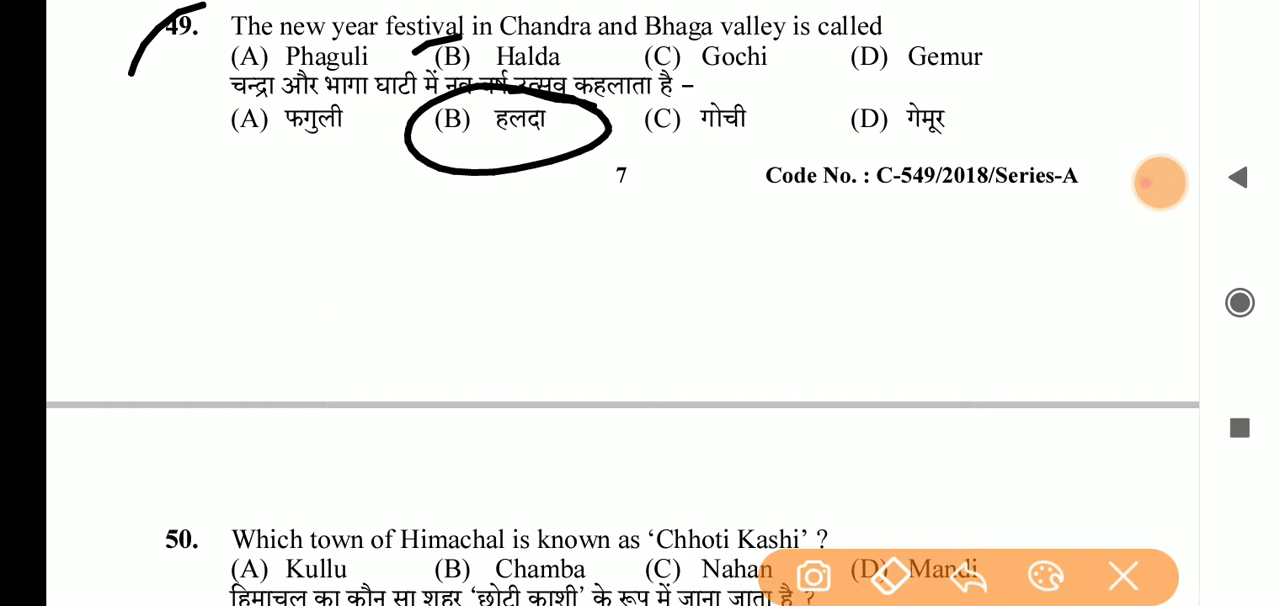 49. The new year festival in Chandra and Bhaga valley is called
(A) Phaguli (B) Halda (C) Gochi (D) Gemur
चन्द्रा और भागा घाटी में नव वर्ष उत्सव कहलाता है –
(A) फगुली (B) हलदा (C) गोची (D) गेमूर
7 Code No. : C-549/2018/Series-A
50. Which town of Himachal is known as ‘Chhoti Kashi’ ?
(A) Kullu (B) Chamba (C) Nahan (D) Mandi
हिमाचल का कौन सा शहर ‘छोटी काशी’ के रूप में जाना जाता है ?